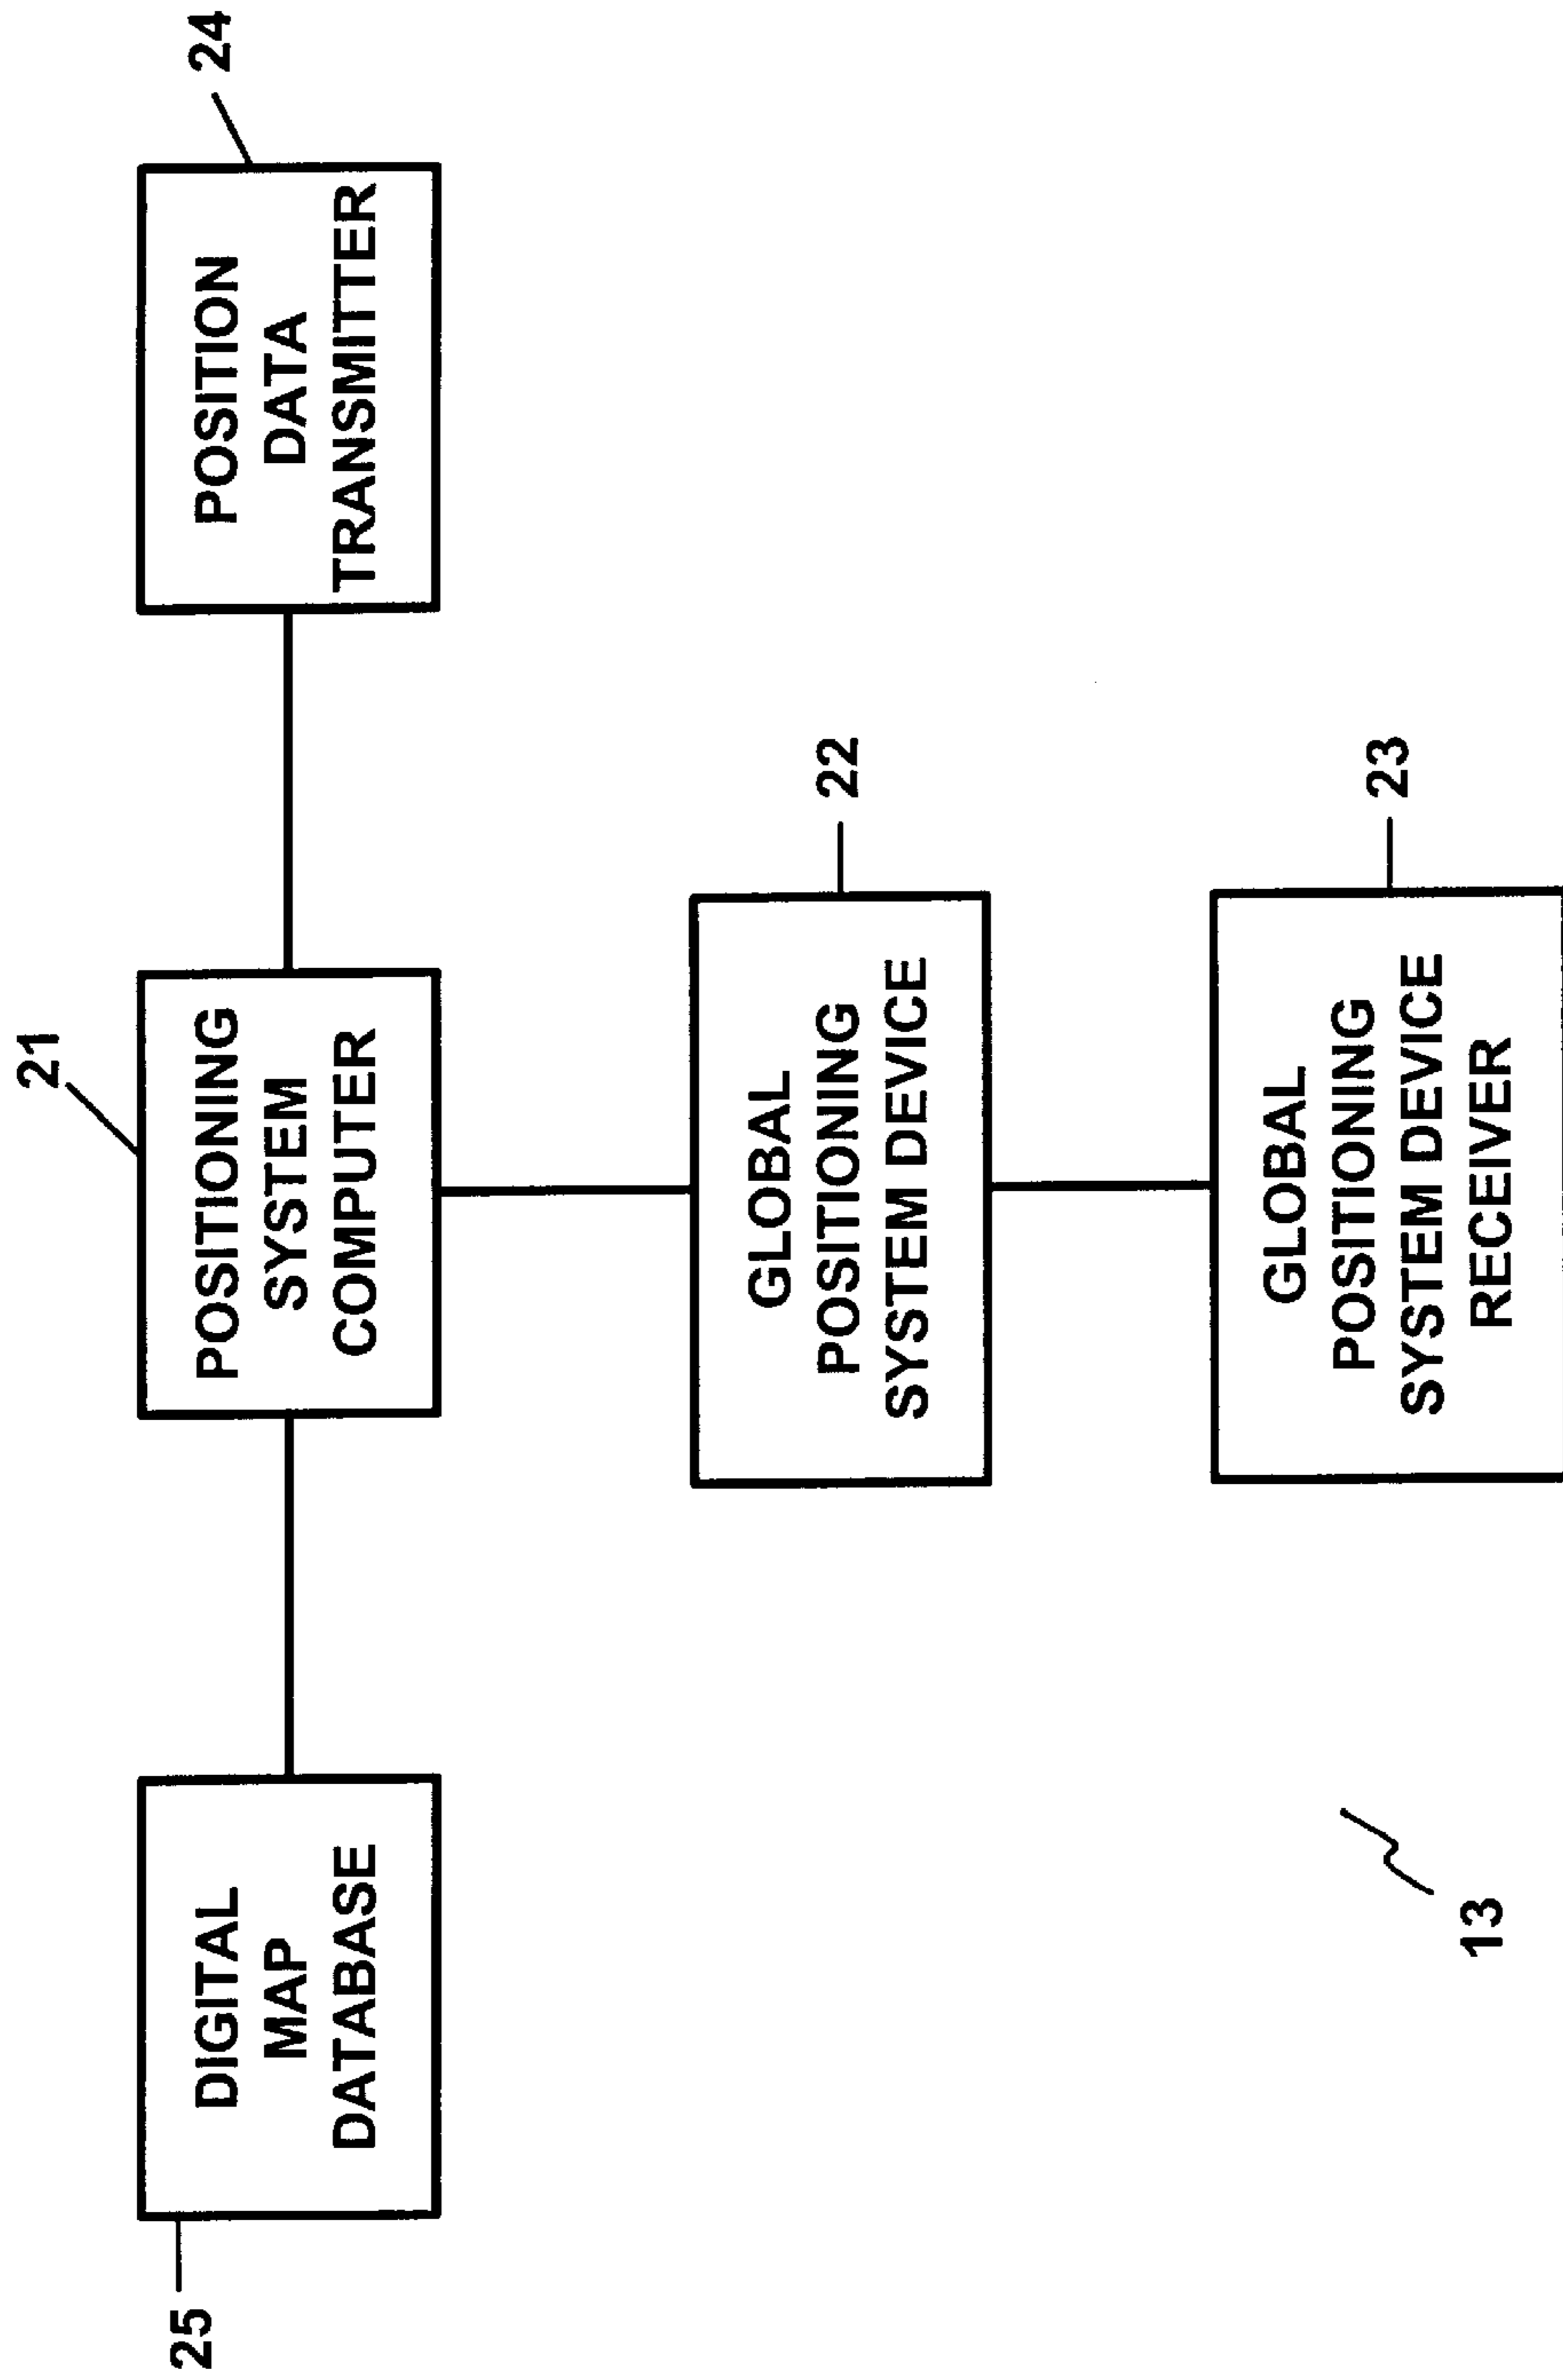 21
24
25
DIGITAL
MAP
DATABASE
POSITIONING
SYSTEM
COMPUTER
POSITION
DATA
TRANSMITTER
22
GLOBAL
POSITIONING
SYSTEM DEVICE
23
GLOBAL
POSITIONING
SYSTEM DEVICE
RECEIVER
13